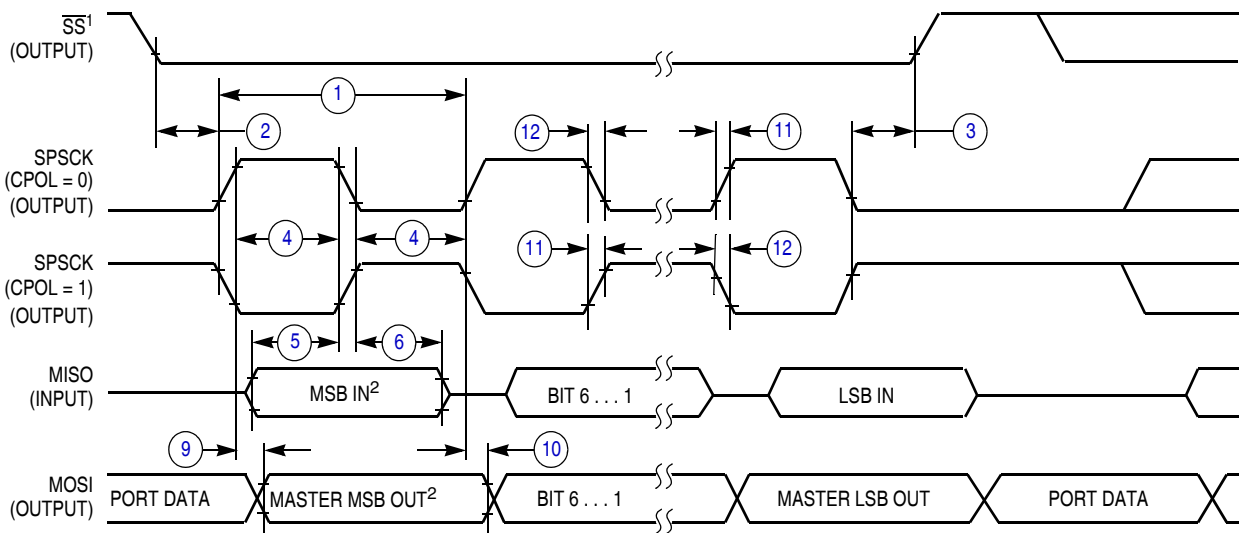 SS¹
(OUTPUT)
1
2
12
11
3
SPSCK
(CPOL = 0)
(OUTPUT)
4
4
11
12
SPSCK
(CPOL = 1)
(OUTPUT)
5
6
MISO
(INPUT)
MSB IN²
BIT 6 . . . 1
LSB IN
9
10
MOSI
(OUTPUT)
PORT DATA
MASTER MSB OUT²
BIT 6 . . . 1
MASTER LSB OUT
PORT DATA